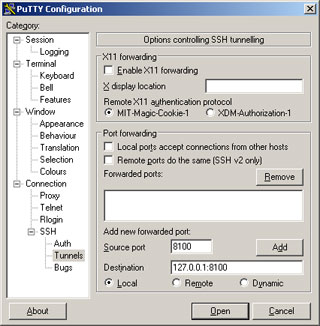 PuTTY Configuration
Category:
Session
Logging
Terminal
Keyboard
Bell
Features
Window
Appearance
Behaviour
Translation
Selection
Colours
Connection
Proxy
Telnet
Rlogin
SSH
Auth
Tunnels
Bugs
Options controlling SSH tunnelling
X11 forwarding
Enable X11 forwarding
X display location
Remote X11 authentication protocol
MIT-Magic-Cookie-1 XDM-Authorization-1
Port forwarding
Local ports accept connections from other hosts
Remote ports do the same (SSH v2 only)
Forwarded ports: Remove
Add new forwarded port:
Source port 8100 Add
Destination 127.0.0.1:8100
Local Remote Dynamic
About Open Cancel